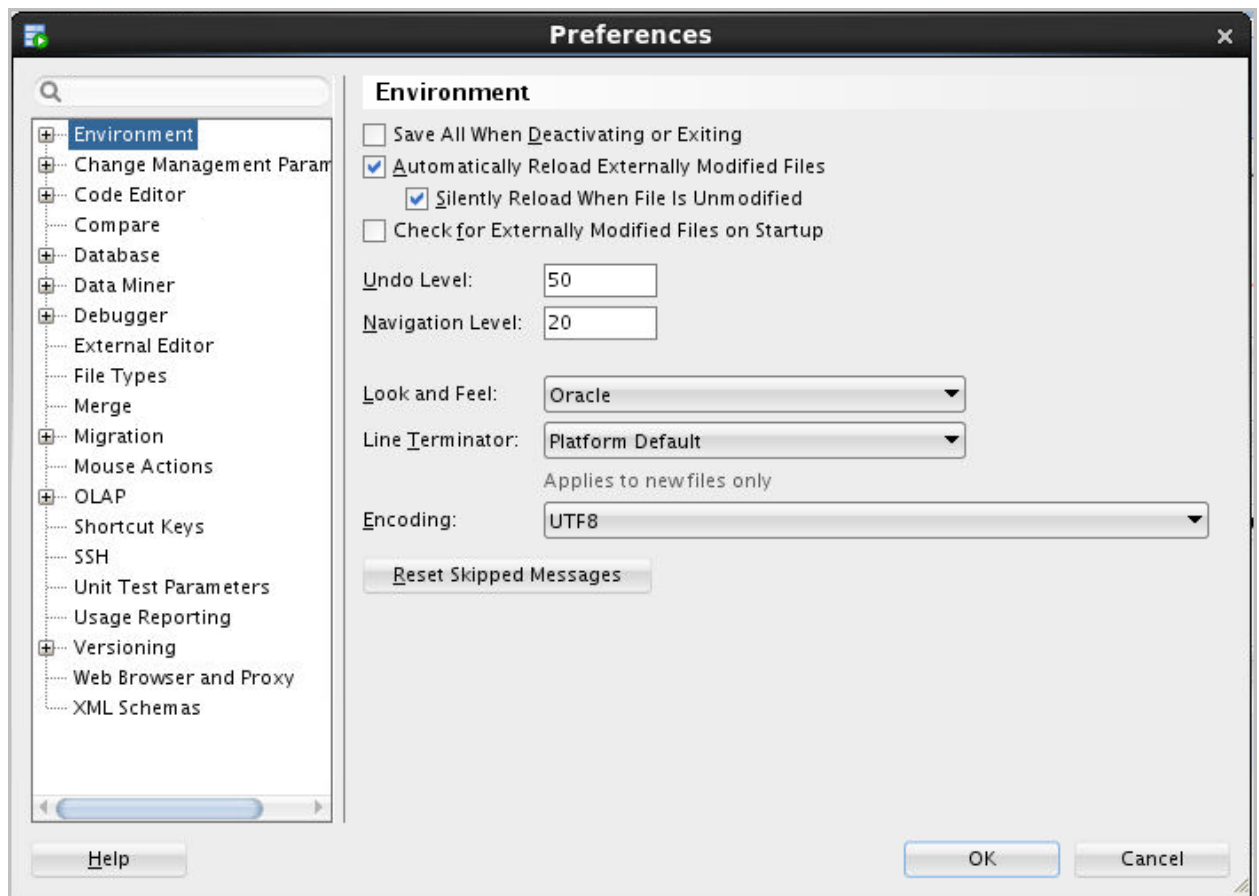 Preferences
Environment
Change Management Param
Code Editor
Compare
Database
Data Miner
Debugger
External Editor
File Types
Merge
Migration
Mouse Actions
OLAP
Shortcut Keys
SSH
Unit Test Parameters
Usage Reporting
Versioning
Web Browser and Proxy
XML Schemas
Environment
Save All When Deactivating or Exiting
Automatically Reload Externally Modified Files
Silently Reload When File Is Unmodified
Check for Externally Modified Files on Startup
Undo Level: 50
Navigation Level: 20
Look and Feel: Oracle
Line Terminator: Platform Default
Applies to new files only
Encoding: UTF8
Reset Skipped Messages
Help OK Cancel